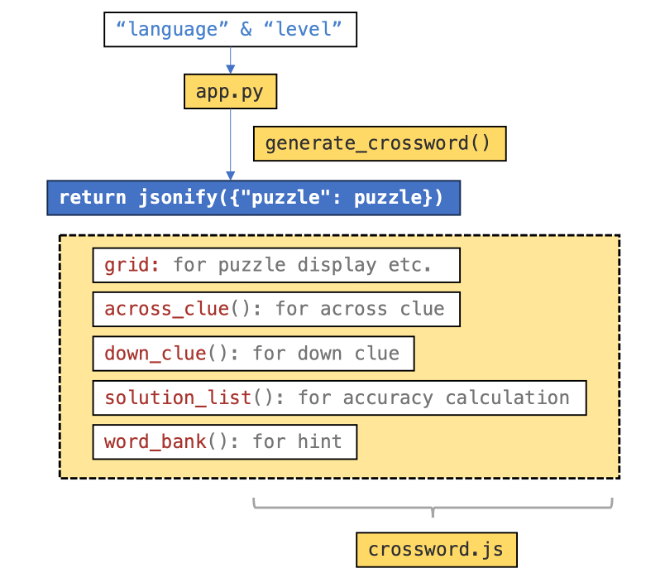 “language” & “level”
app.py
generate_crossword()
return jsonify({"puzzle": puzzle})
grid: for puzzle display etc.
across_clue(): for across clue
down_clue(): for down clue
solution_list(): for accuracy calculation
word_bank(): for hint
crossword.js